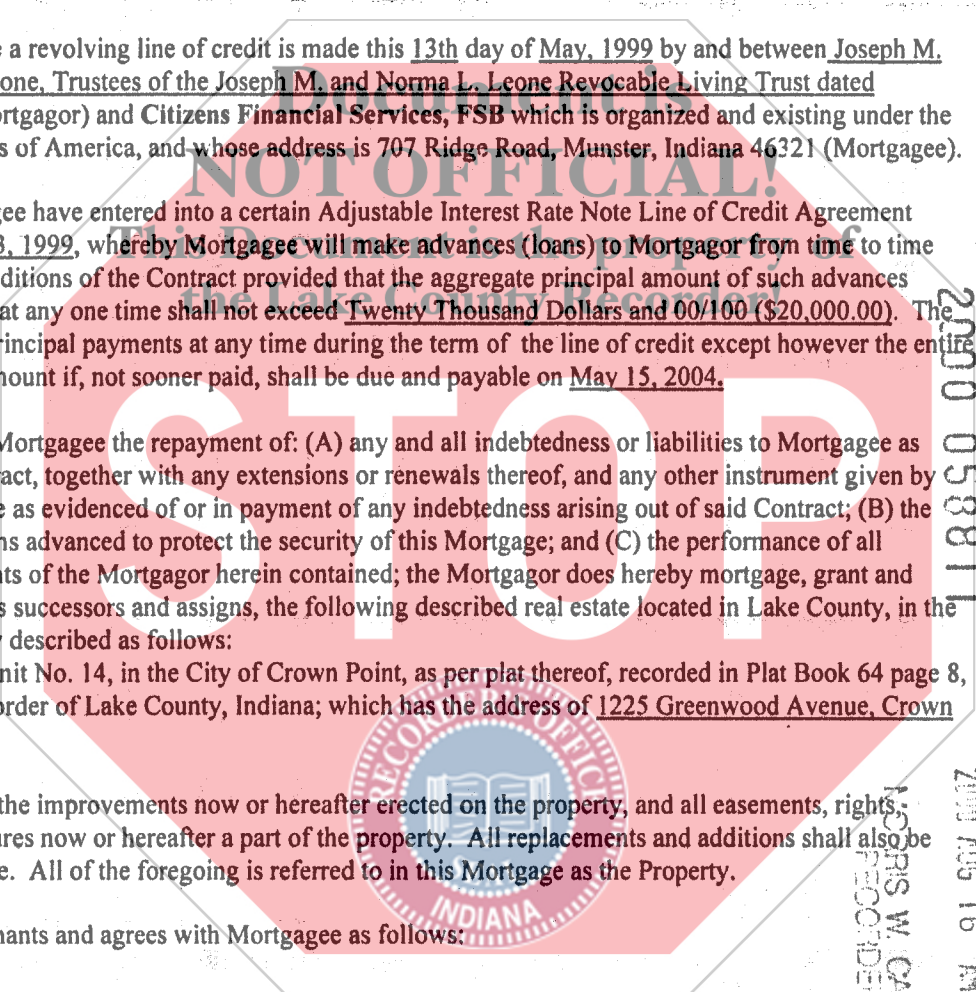 a revolving line of credit is made this 13th day of May, 1999 by and between Joseph M.
one, Trustees of the Joseph M. and Norma L. Leone Revocable Living Trust dated
ortgagor) and Citizens Financial Services, FSB which is organized and existing under the
s of America, and whose address is 707 Ridge Road, Munster, Indiana 46321 (Mortgagee).
gee have entered into a certain Adjustable Interest Rate Note Line of Credit Agreement
3, 1999, whereby Mortgagee will make advances (loans) to Mortgagor from time to time
ditions of the Contract provided that the aggregate principal amount of such advances
at any one time shall not exceed Twenty Thousand Dollars and 00/100 ($20,000.00). The
rincipal payments at any time during the term of the line of credit except however the entire
mount if, not sooner paid, shall be due and payable on May 15, 2004.
Mortgagee the repayment of: (A) any and all indebtedness or liabilities to Mortgagee as
act, together with any extensions or renewals thereof, and any other instrument given by
e as evidenced of or in payment of any indebtedness arising out of said Contract; (B) the
ns advanced to protect the security of this Mortgage; and (C) the performance of all
nts of the Mortgagor herein contained; the Mortgagor does hereby mortgage, grant and
s successors and assigns, the following described real estate located in Lake County, in the
y described as follows:
nit No. 14, in the City of Crown Point, as per plat thereof, recorded in Plat Book 64 page 8,
order of Lake County, Indiana; which has the address of 1225 Greenwood Avenue, Crown
the improvements now or hereafter erected on the property, and all easements, rights,
ures now or hereafter a part of the property. All replacements and additions shall also be
e. All of the foregoing is referred to in this Mortgage as the Property.
nants and agrees with Mortgagee as follows:
Document is
NOT OFFICIAL!
This Document is the property of
the Lake County Recorder!
STOP
RECORDER'S OFFICE
SEAL
INDIANA
2000 058811
2000 AUG 16 AM
MORRIS W. CA
RECORDE